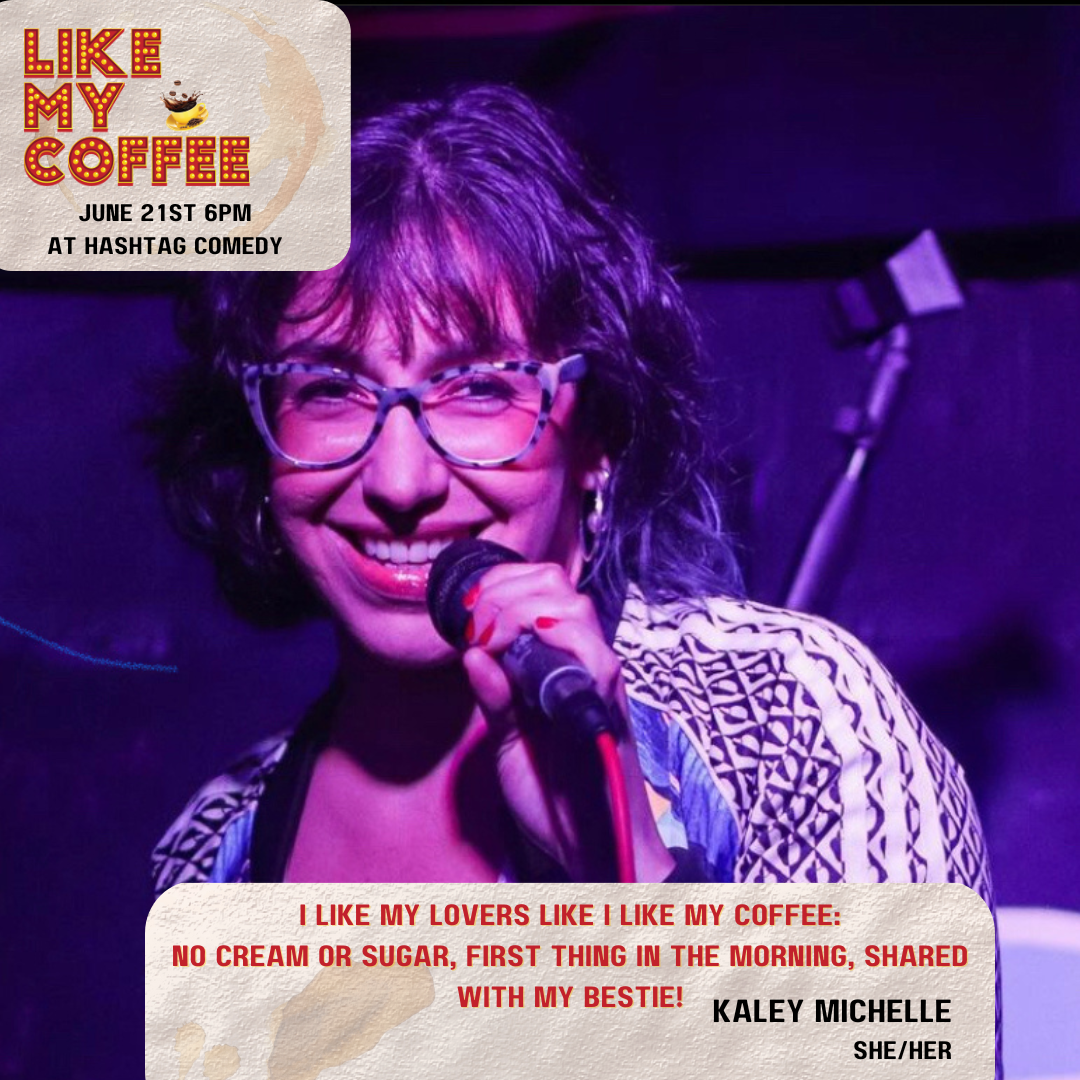 LIKE
MY
COFFEE
JUNE 21ST 6PM
AT HASHTAG COMEDY
I LIKE MY LOVERS LIKE I LIKE MY COFFEE:
NO CREAM OR SUGAR, FIRST THING IN THE MORNING, SHARED
WITH MY BESTIE!
KALEY MICHELLE
SHE/HER